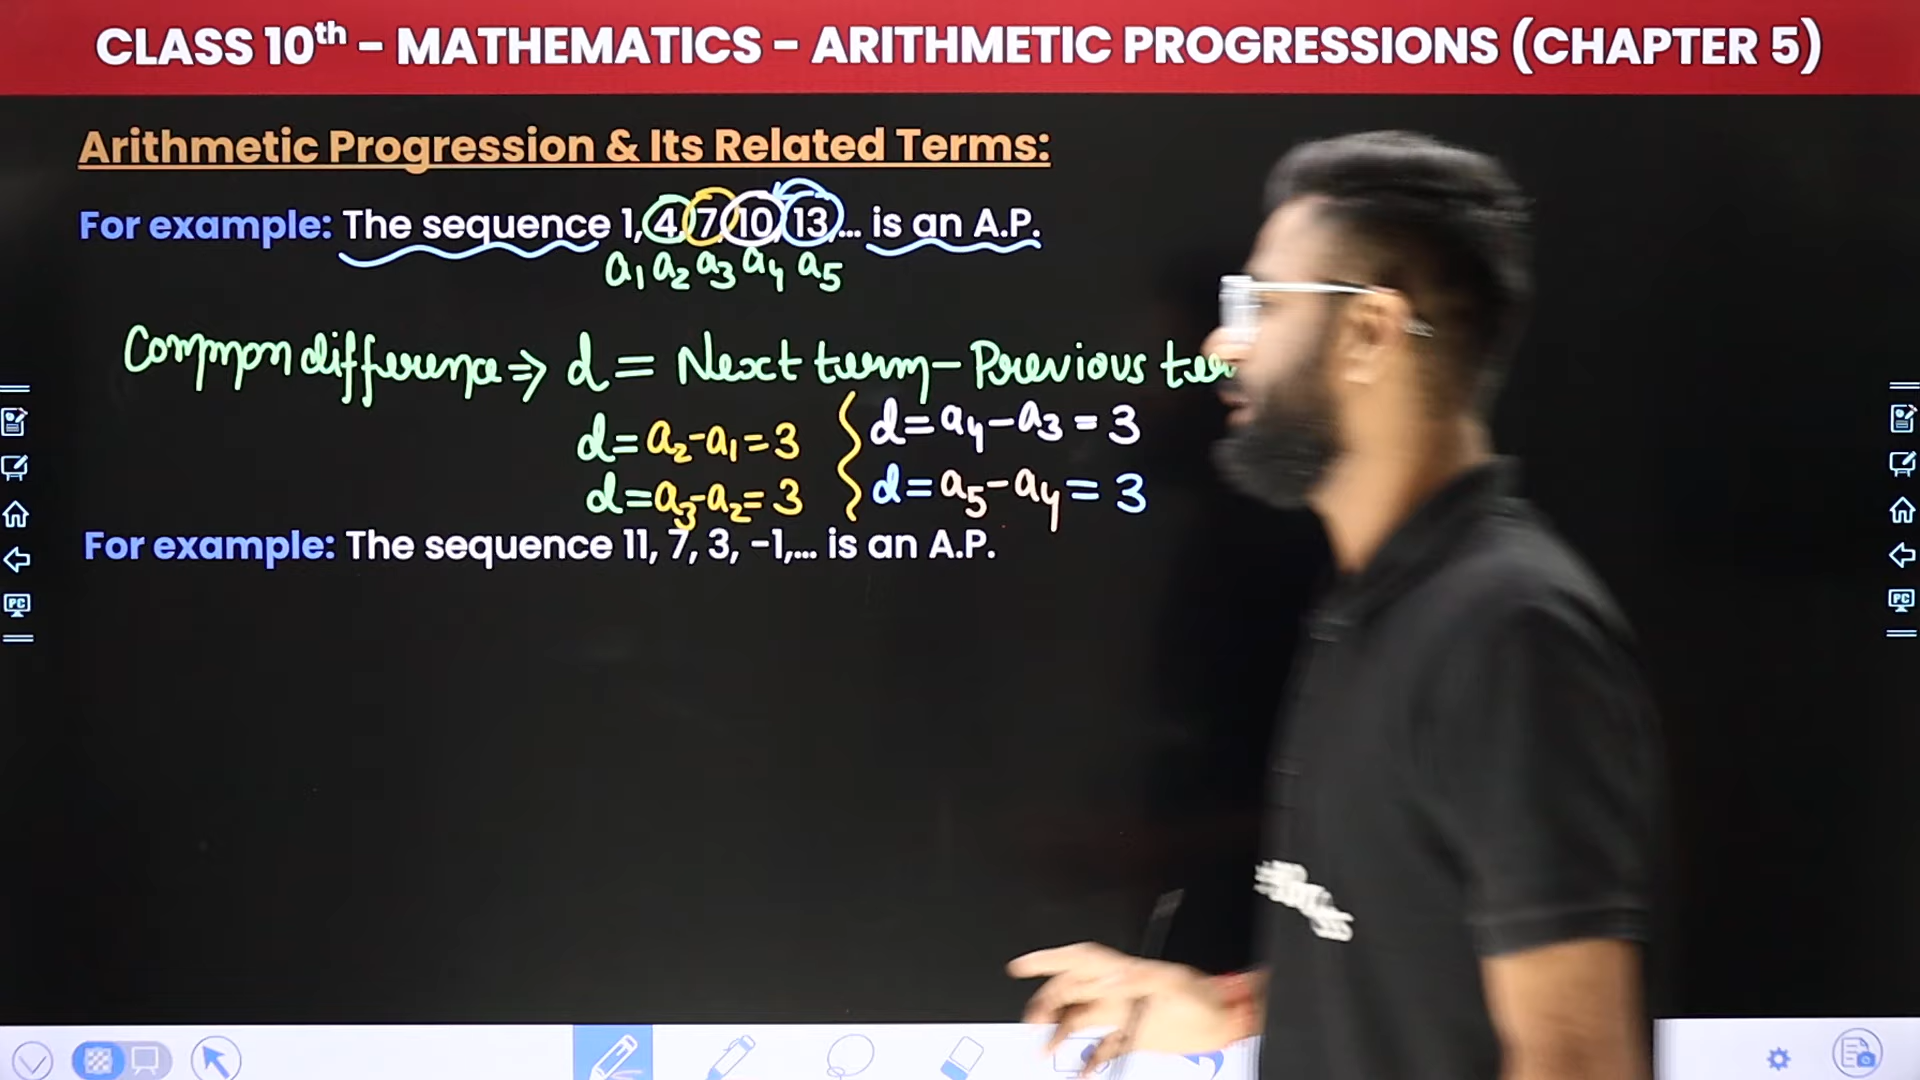 CLASS 10th – MATHEMATICS – ARITHMETIC PROGRESSIONS (CHAPTER 5)
Arithmetic Progression & Its Related Terms:
For example: The sequence 1, 4, 7, 10, 13,... is an A.P.
a1 a2 a3 a4 a5
Common difference ⇒ d = Next term – Previous
d = a2 - a1 = 3
d = a3 - a2 = 3
d = a4 - a3 = 3
d = a5 - a4 = 3
For example: The sequence 11, 7, 3, -1,... is an A.P.
PC
PC